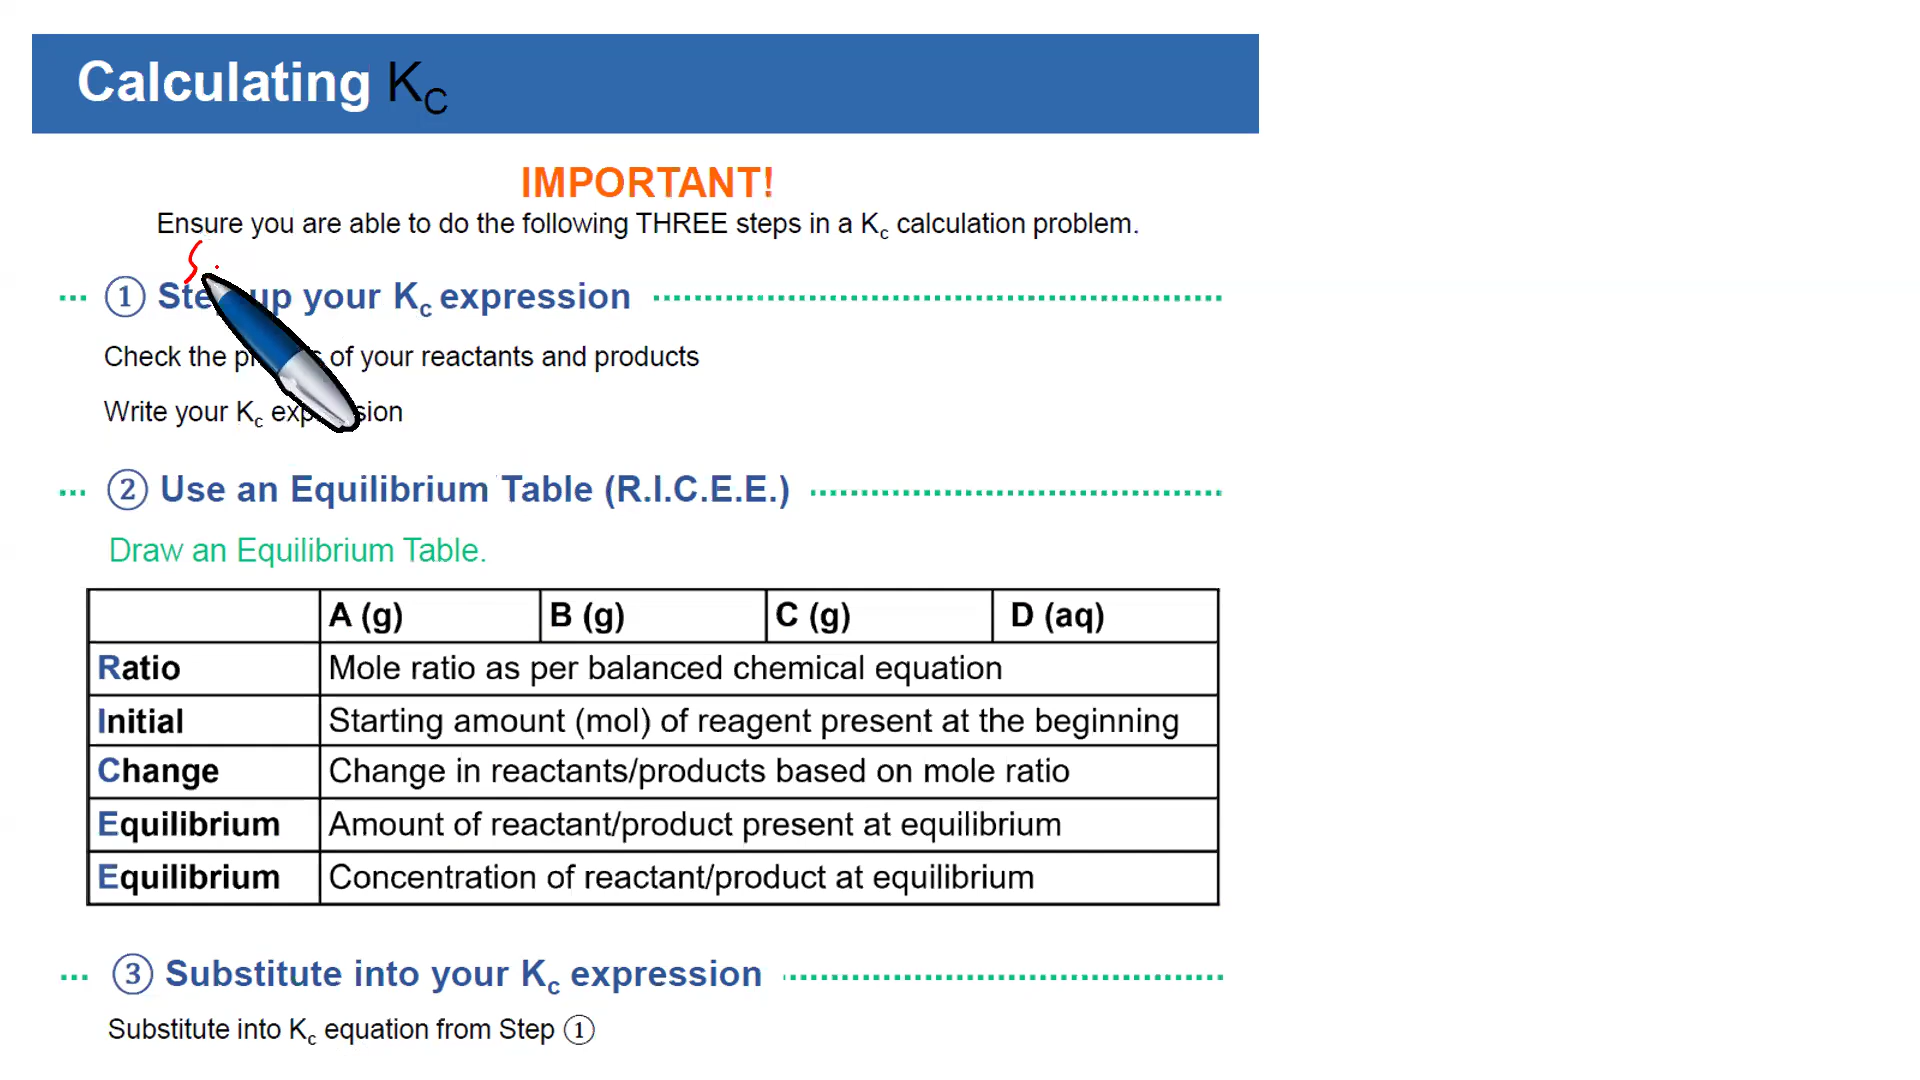 Calculating KC
IMPORTANT!
Ensure you are able to do the following THREE steps in a Kc calculation problem.
① up your Kc expression
Check the of your reactants and products
Write your Kc
② Use an Equilibrium Table (R.I.C.E.E.)
Draw an Equilibrium Table.
A (g) B (g) C (g) D (aq)
Ratio Mole ratio as per balanced chemical equation
Initial Starting amount (mol) of reagent present at the beginning
Change Change in reactants/products based on mole ratio
Equilibrium Amount of reactant/product present at equilibrium
Equilibrium Concentration of reactant/product at equilibrium
③ Substitute into your Kc expression
Substitute into Kc equation from Step ①